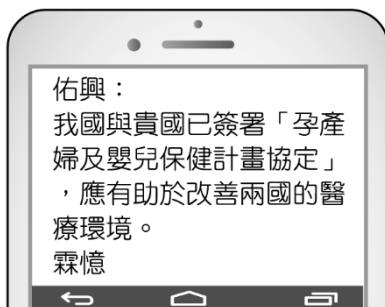 佑興：
我國與貴國已簽署「孕產
婦及嬰兒保健計畫協定」
，應有助於改善兩國的醫
療環境。
霖憶